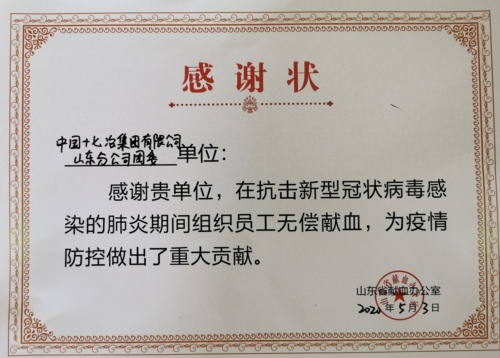 感谢状
中国十七冶集团有限公司
山东分公司团委 单位：
感谢贵单位，在抗击新型冠状病毒感
染的肺炎期间组织员工无偿献血，为疫情
防控做出了重大贡献。
山东省献血办公室
2020年5月13日